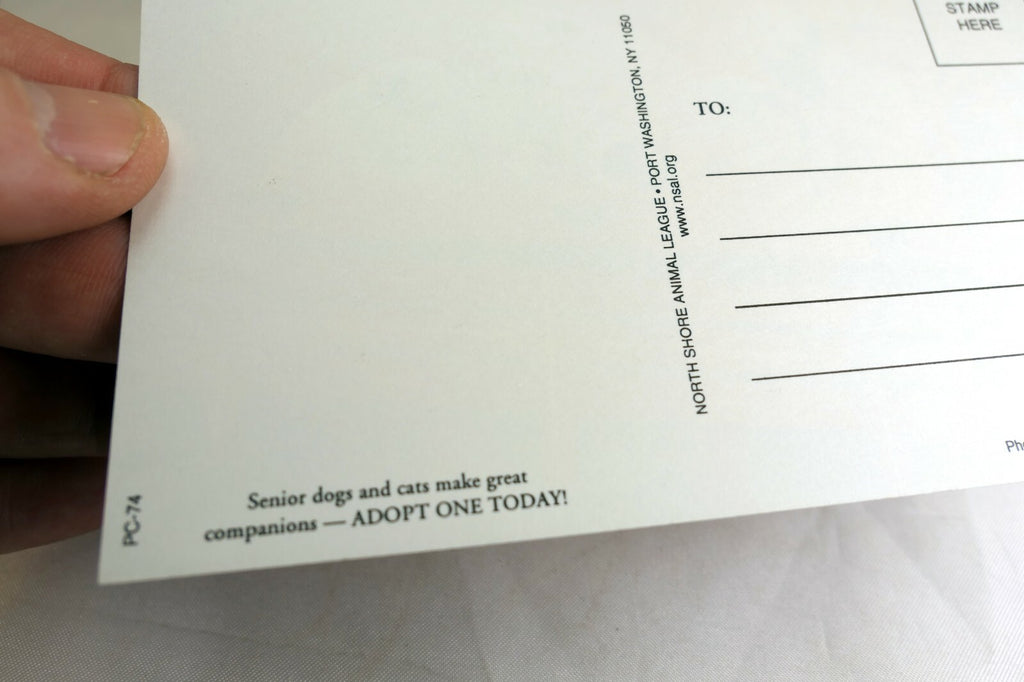 STAMP
HERE
TO:
NORTH SHORE ANIMAL LEAGUE • PORT WASHINGTON, NY 11050
www.nsal.org
Senior dogs and cats make great
companions — ADOPT ONE TODAY!
PC-74